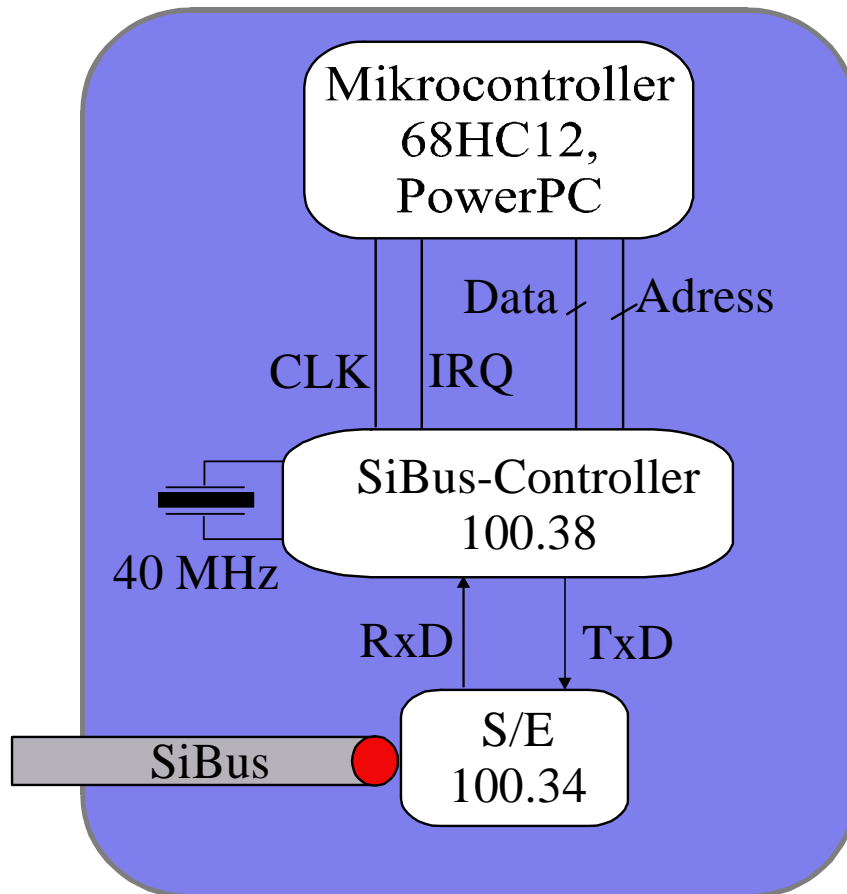 Mikrocontroller
68HC12,
PowerPC
Data
Adress
CLK
IRQ
SiBus-Controller
100.38
40 MHz
RxD
TxD
S/E
100.34
SiBus